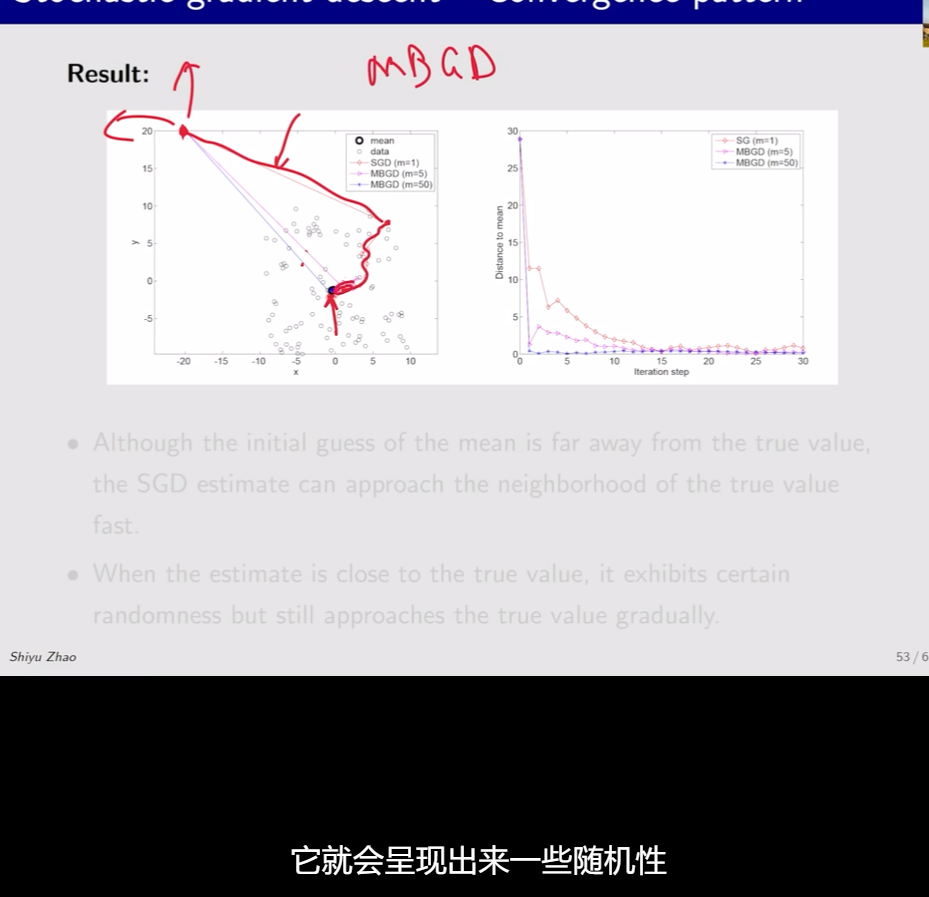 Stochastic gradient descent – Convergence pattern
Result:
MBGD
mean
data
SGD (m=1)
MBGD (m=5)
MBGD (m=50)
20
15
10
5
0
-5
y
-20 -15 -10 -5 0 5 10
x
SG (m=1)
MBGD (m=5)
MBGD (m=50)
30
25
20
15
10
5
0
Distance to mean
0 5 10 15 20 25 30
Iteration step
• Although the initial guess of the mean is far away from the true value,
the SGD estimate can approach the neighborhood of the true value
fast.
• When the estimate is close to the true value, it exhibits certain
randomness but still approaches the true value gradually.
Shiyu Zhao
53 / 6
它就会呈现出来一些随机性